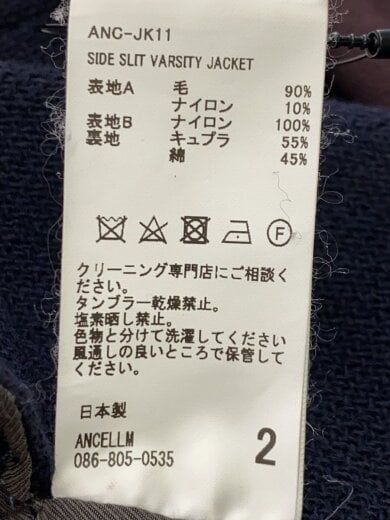 ANC-JK11
SIDE SLIT VARSITY JACKET
表地A 毛 90%
ナイロン 10%
表地B ナイロン 100%
裏地 キュプラ 55%
綿 45%
F
クリーニング専門店にご相談く
ださい。
タンブラー乾燥禁止。
塩素晒し禁止。
色物と分けて洗濯してください
風通しの良いところで保管して
ください。
日本製
ANCELLM
086-805-0535
2